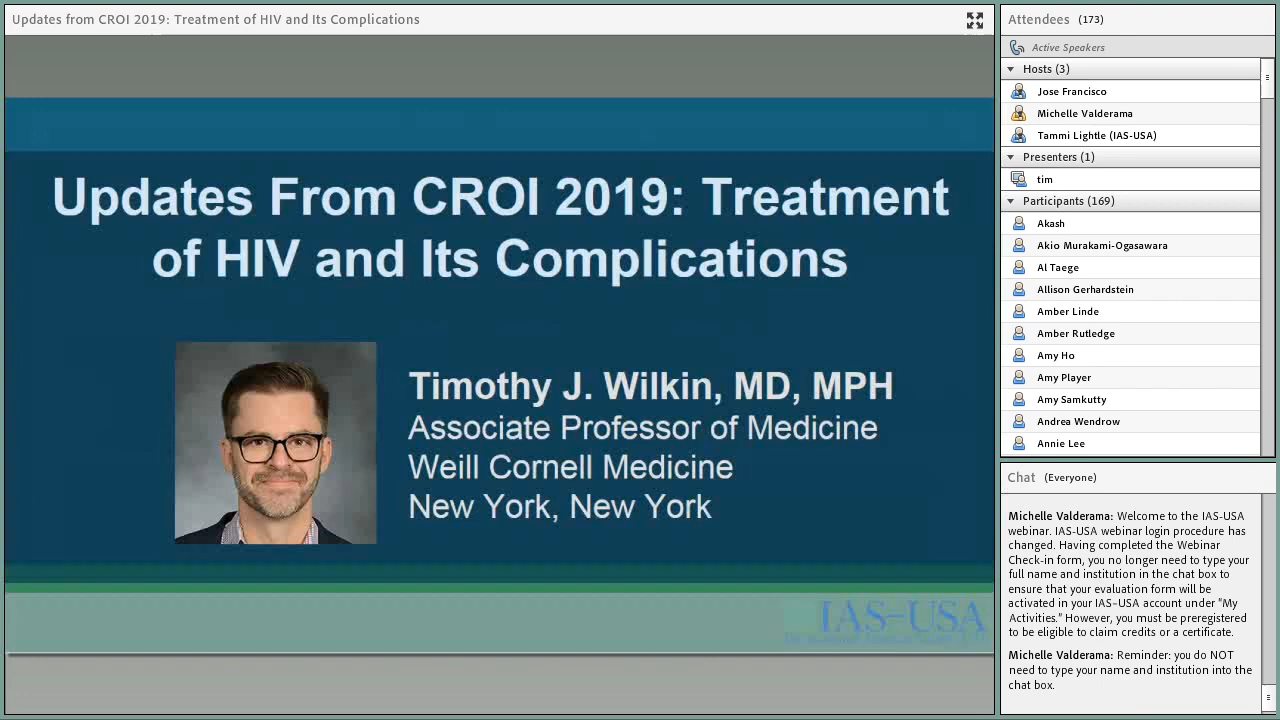 Updates from CROI 2019: Treatment of HIV and Its Complications
Updates From CROI 2019: Treatment
of HIV and Its Complications
Timothy J. Wilkin, MD, MPH
Associate Professor of Medicine
Weill Cornell Medicine
New York, New York
IAS-USA
Attendees (173)
Active Speakers
Hosts (3)
Jose Francisco
Michelle Valderama
Tammi Lightle (IAS-USA)
Presenters (1)
tim
Participants (169)
Akash
Akio Murakami-Ogasawara
Al Taege
Allison Gerhardstein
Amber Linde
Amber Rutledge
Amy Ho
Amy Player
Amy Samkutty
Andrea Wendrow
Annie Lee
Chat (Everyone)
Michelle Valderama: Welcome to the IAS-USA
webinar. IAS-USA webinar login procedure has
changed. Having completed the Webinar
Check-in form, you no longer need to type your
full name and institution in the chat box to
ensure that your evaluation form will be
activated in your IAS-USA account under "My
Activities." However, you must be preregistered
to be eligible to claim credits or a certificate.
Michelle Valderama: Reminder: you do NOT
need to type your name and institution into the
chat box.